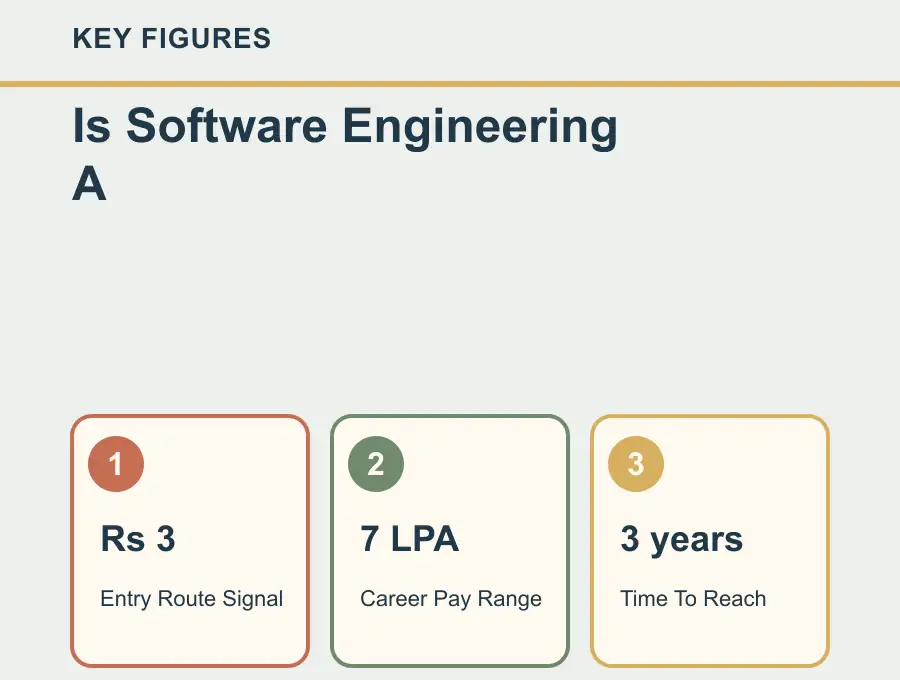 KEY FIGURES
Is Software Engineering
A
1
Rs 3
Entry Route Signal
2
7 LPA
Career Pay Range
3
3 years
Time To Reach